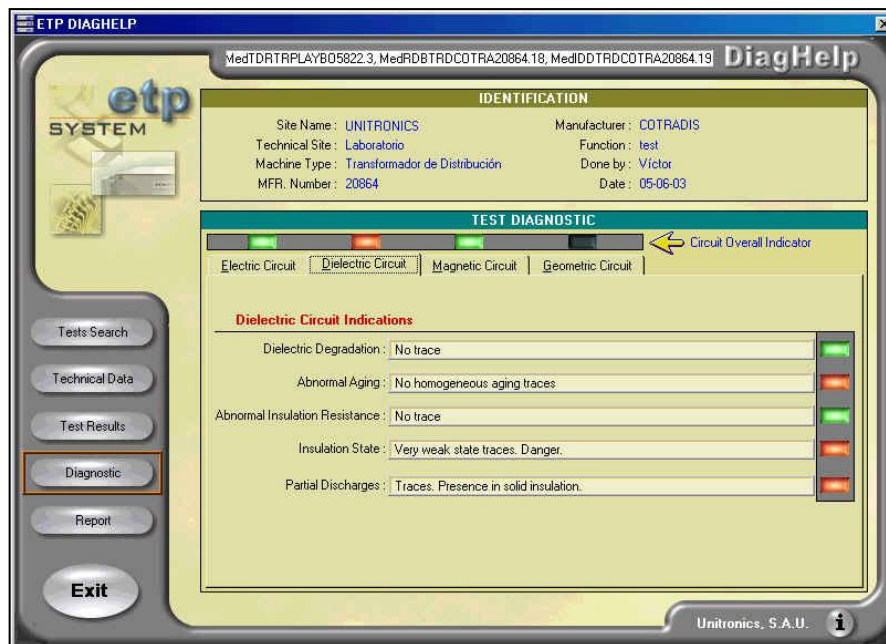 ETP DIAGHELP
MedTDRTRPLAYBO5822.3, MedRDBTRDCOTRA20864.18, MedIDDTRDCOTRA20864.19
DiagHelp
etp
SYSTEM
IDENTIFICATION
Site Name : UNITRONICS
Manufacturer : COTRADIS
Technical Site : Laboratorio
Function : test
Machine Type : Transformador de Distribución
Done by : Víctor
MFR. Number : 20864
Date : 05-06-03
TEST DIAGNOSTIC
Circuit Overall Indicator
Electric Circuit
Dielectric Circuit
Magnetic Circuit
Geometric Circuit
Dielectric Circuit Indications
Dielectric Degradation : No trace
Abnormal Aging : No homogeneous aging traces
Abnormal Insulation Resistance : No trace
Insulation State : Very weak state traces. Danger.
Partial Discharges : Traces. Presence in solid insulation.
Tests Search
Technical Data
Test Results
Diagnostic
Report
Exit
Unitronics, S.A.U.
i